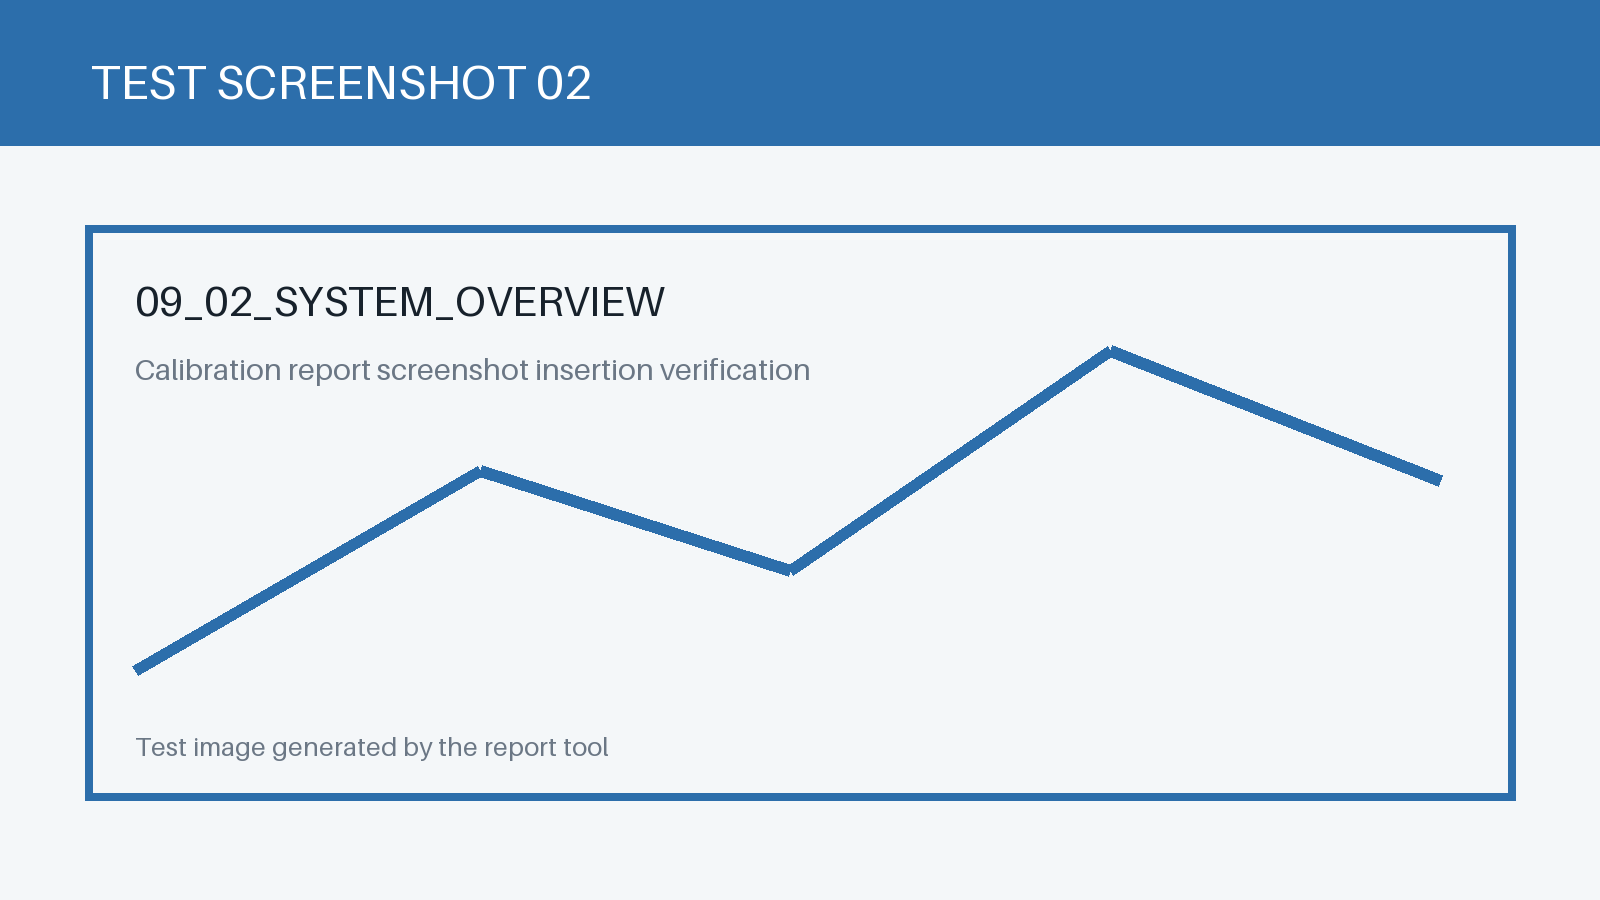 TEST SCREENSHOT 02
09_02_SYSTEM_OVERVIEW
Calibration report screenshot insertion verification
Test image generated by the report tool